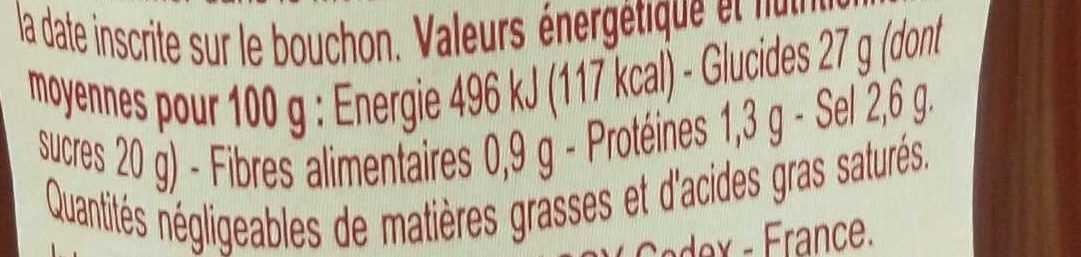 la date inscrite sur le bouchon. Valeurs énergétique et
moyennes pour 100 g : Energie 496 kJ (117 kcal) - Glucides 27 g (dont
sucres 20 g) - Fibres alimentaires 0,9 g - Protéines 1,3 g - Sel 2,6 g.
Quantités négligeables de matières grasses et d'acides gras saturés.
Cedex - France.